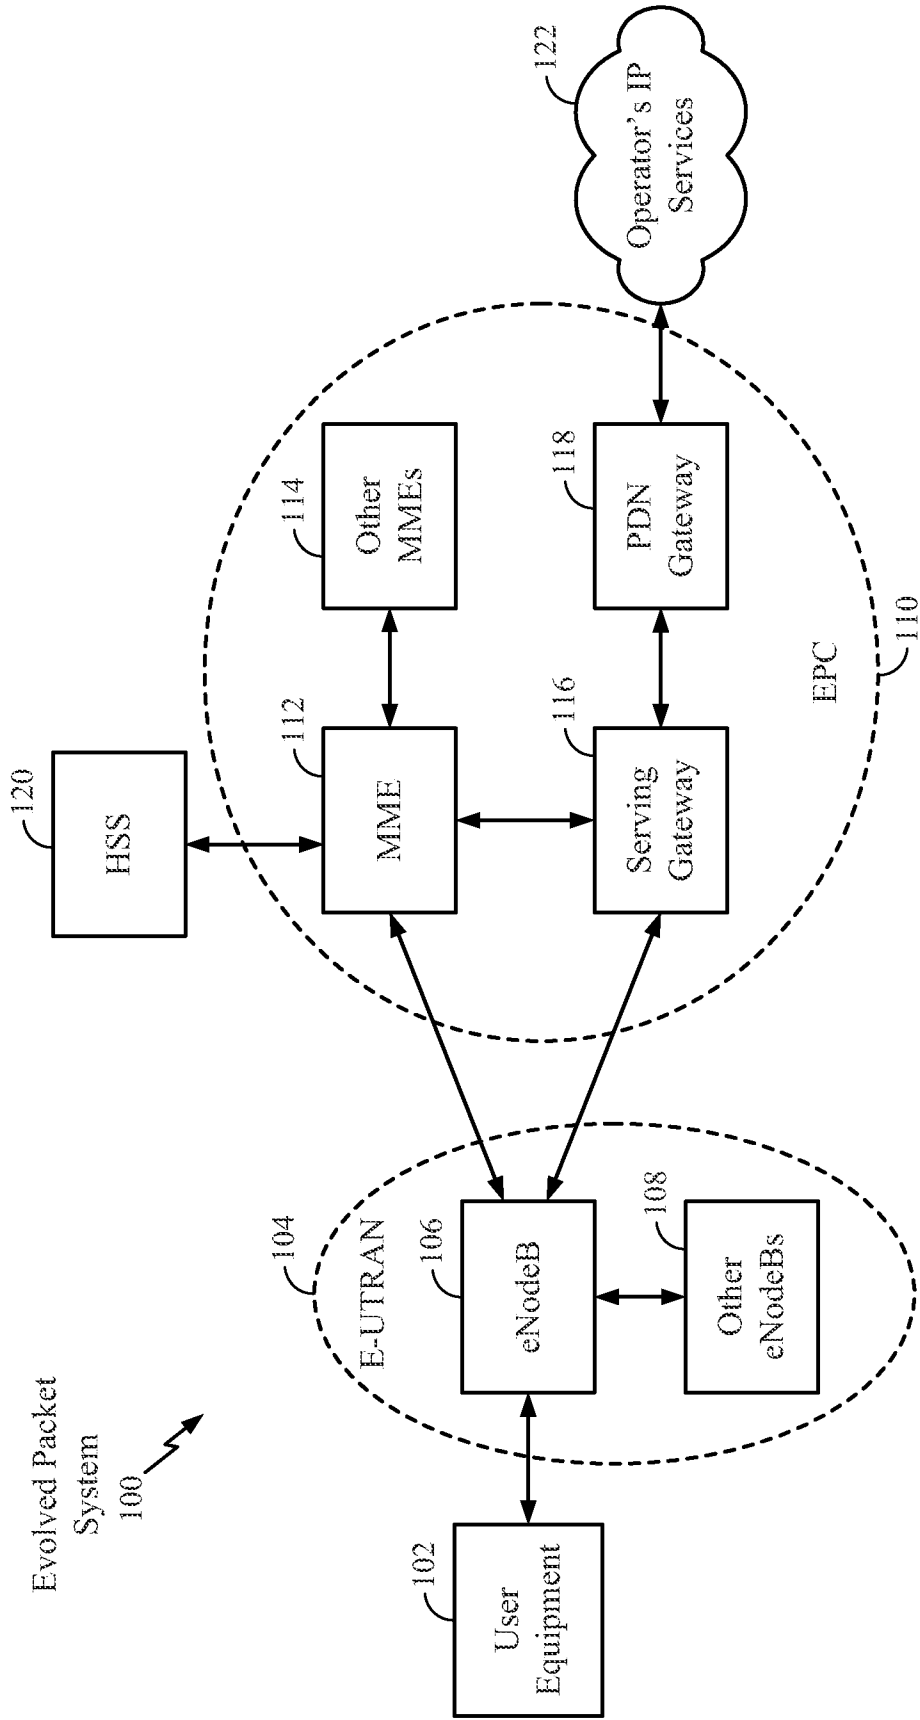 Evolved Packet
System
100
120
HSS
104
E-UTRAN
102
User
Equipment
106
eNodeB
108
Other
eNodeBs
112
MME
114
Other
MMEs
116
Serving
Gateway
118
PDN
Gateway
EPC
110
122
Operator's IP
Services